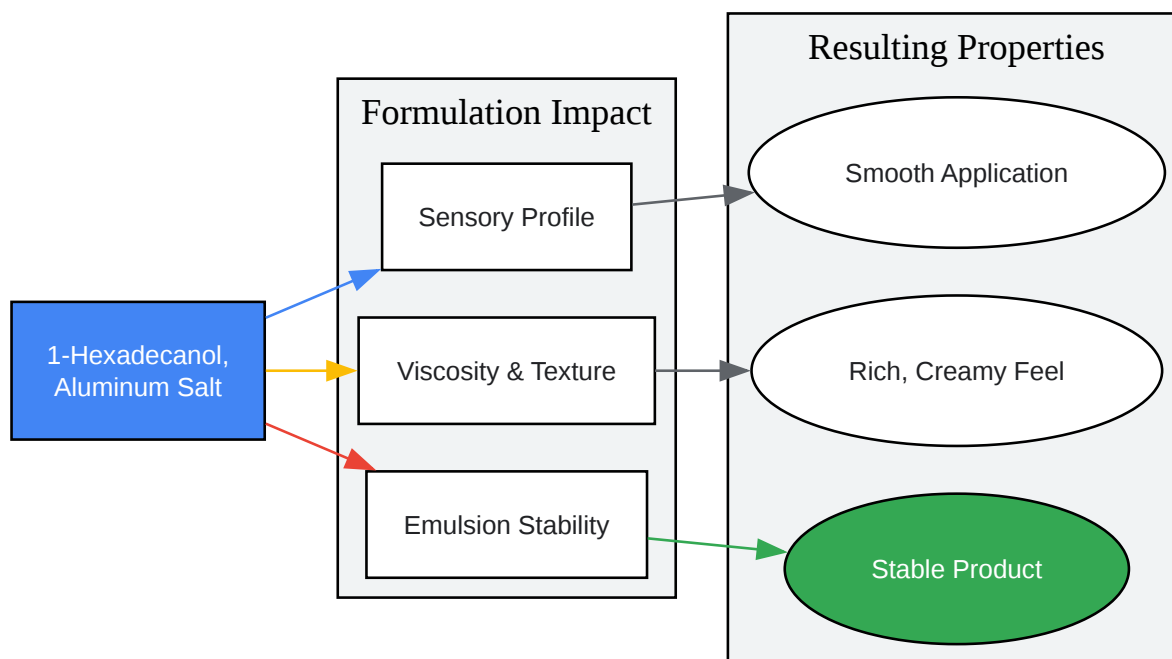 Resulting Properties
Formulation Impact
Smooth Application
Sensory Profile
1-Hexadecanol,
Aluminum Salt
Viscosity & Texture
Rich, Creamy Feel
Emulsion Stability
Stable Product